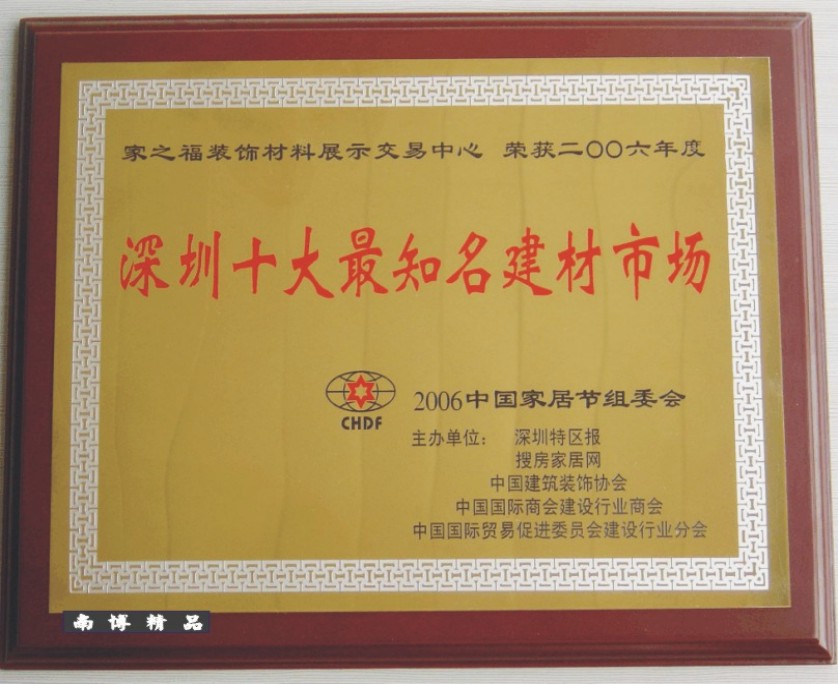 家之福装饰材料展示交易中心 荣获二〇〇六年度
深圳十大最知名建材市场
CHDF
2006中国家居节组委会
主办单位： 深圳特区报
搜房家居网
中国建筑装饰协会
中国国际商会建设行业商会
中国国际贸易促进委员会建设行业分会
南博精品